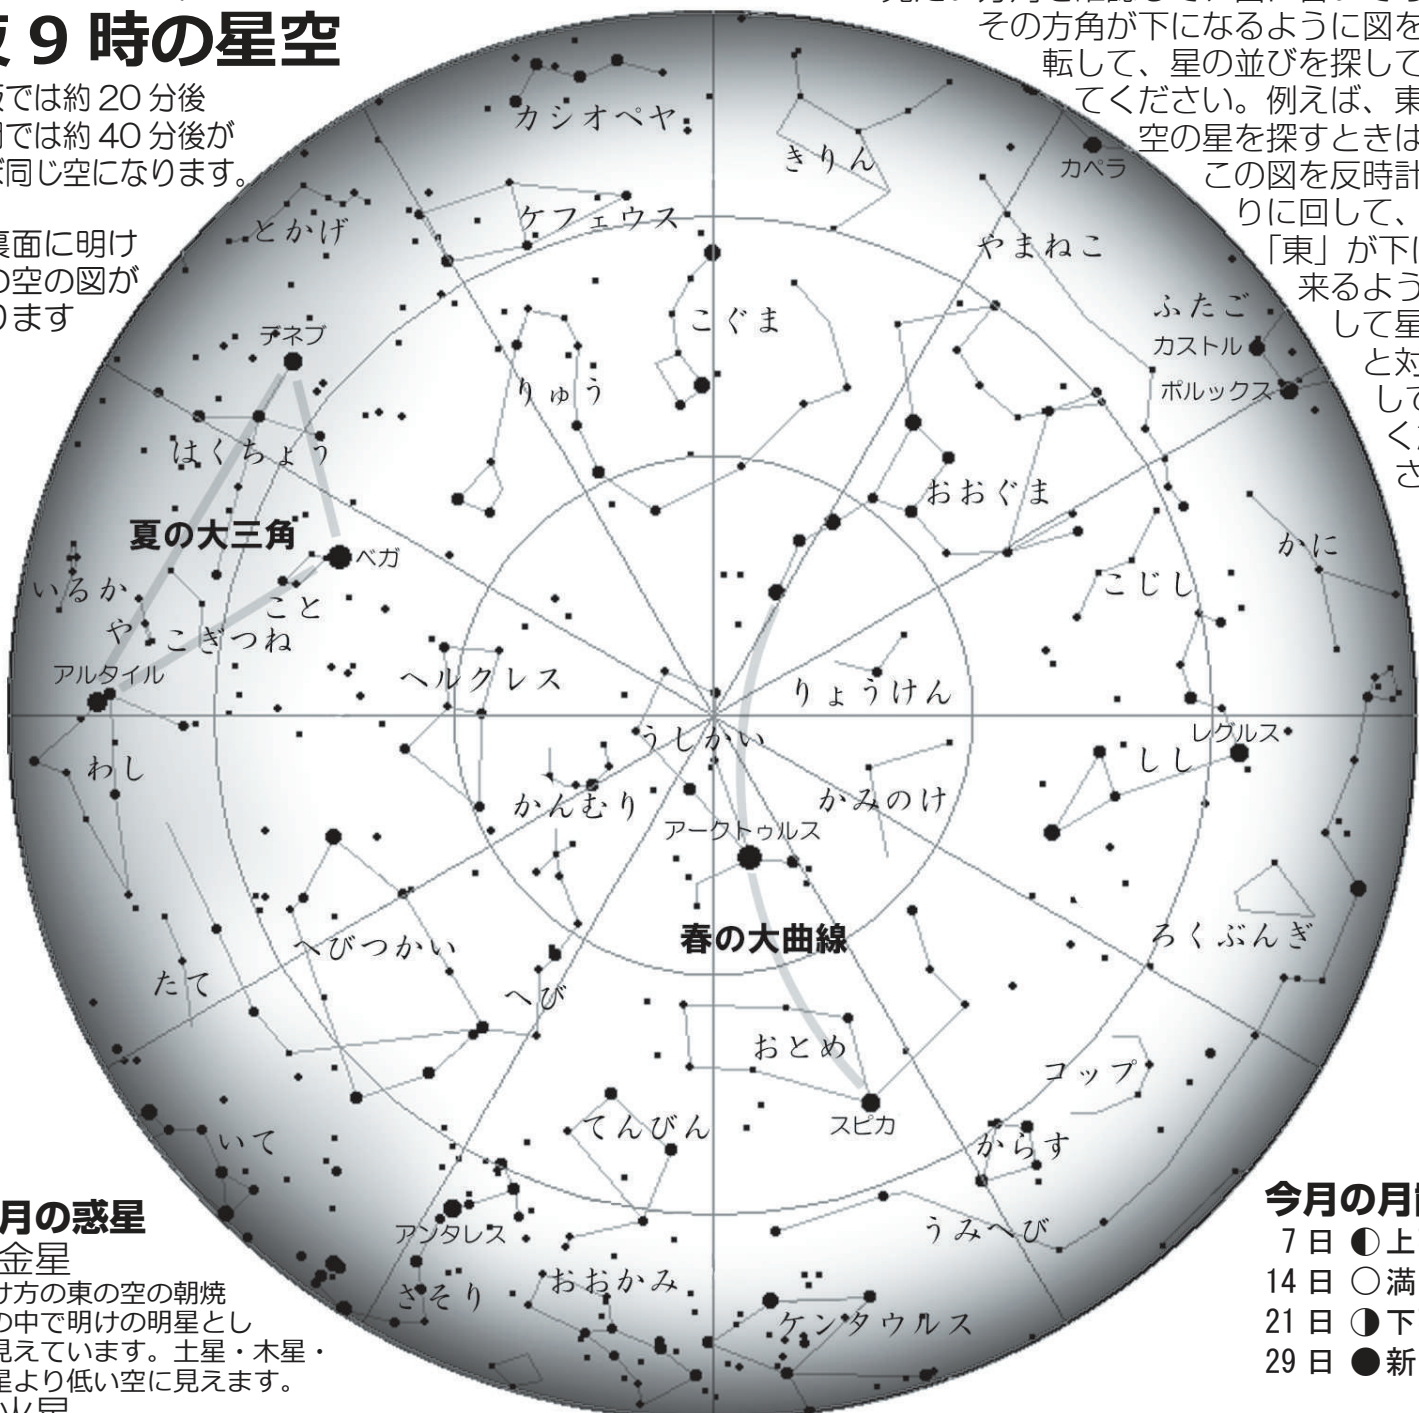 9時の星空
では約20分後
では約40分後が
同じ空になります。
裏面に明け
の空の図が
ります
その方角が下になるように図を
転して、星の並びを探して
てください。例えば、東
空の星を探すときは
この図を反時計
りに回して、
「東」が下に
来るよう
して星
と対
して
くだ
さ
カシオペヤ
きりん
カペラ
とかげ
ケフェウス
やまねこ
こぐま
ふたご
カストル
ポルックス
デネブ
りゅう
はくちょう
おおぐま
夏の大三角
ベガ
かに
いるか
こと
こじし
や
こぎつね
アルタイル
ヘルクレス
りょうけん
うしかい
レグルス
わし
しし
かんむり
かみのけ
アークトゥルス
春の大曲線
へびつかい
ろくぶんぎ
たて
へび
おとめ
コップ
てんびん
スピカ
いて
からす
アンタレス
うみへび
さそり
おおかみ
ケンタウルス
月の惑星
金星
け方の東の空の朝焼
の中で明けの明星とし
見えています。土星・木星・
星より低い空に見えます。
今月の月
7日 ◐上
14日 ○満
21日 ◑下
29日 ●新